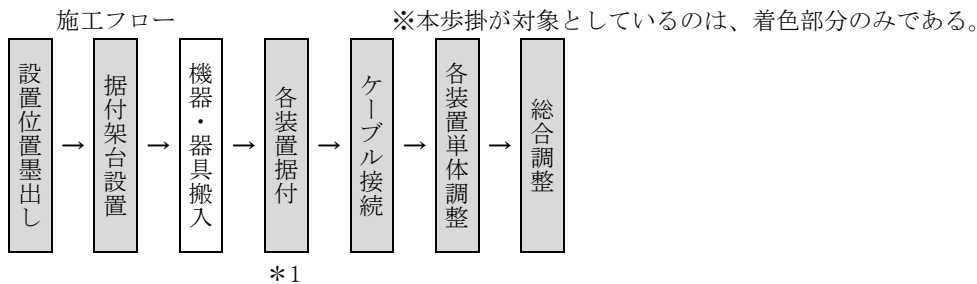 施工フロー
※本歩掛が対象としているのは、着色部分のみである。
設置位置墨出し
→
据付架台設置
→
機器・器具搬入
→
各装置据付
→
ケーブル接続
→
各装置単体調整
→
総合調整
＊1